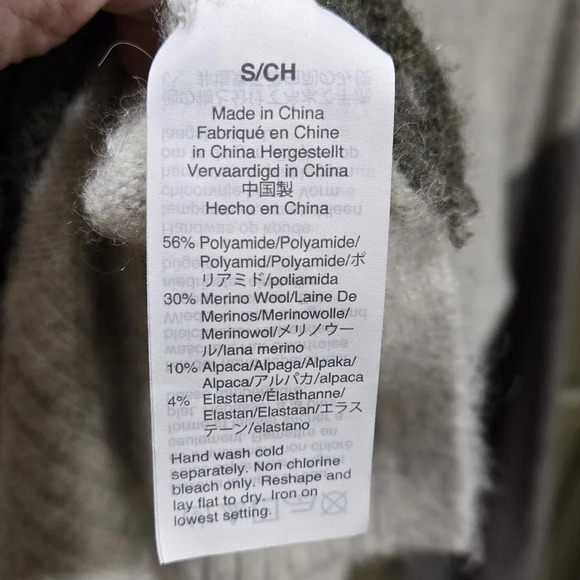 S/CH
Made in China
Fabriqué en Chine
in China Hergestellt
Vervaardigd in China
中国製
Hecho en China
56% Polyamide/Polyamide/
Polyamid/Polyamide/ポ
リアミド/poliamida
30% Merino Wool/Laine De
Merinos/Merinowolle/
Merinowol/メリノウー
ル/lana merino
10% Alpaca/Alpaga/Alpaka/
Alpaca/アルパカ/alpaca
4% Elastane/Élasthanne/
Elastan/Elastaan/エラス
テーン/elastano
Hand wash cold
separately. Non chlorine
bleach only. Reshape and
lay flat to dry. Iron on
lowest setting.